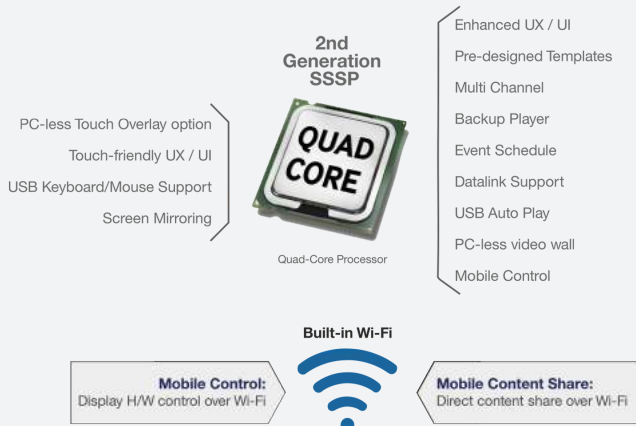 2nd
Generation
SSSP
PC-less Touch Overlay option
Touch-friendly UX / UI
USB Keyboard/Mouse Support
Screen Mirroring
QUAD
CORE
Quad-Core Processor
Enhanced UX / UI
Pre-designed Templates
Multi Channel
Backup Player
Event Schedule
Datalink Support
USB Auto Play
PC-less video wall
Mobile Control
Built-in Wi-Fi
Mobile Control:
Display H/W control over Wi-Fi
Mobile Content Share:
Direct content share over Wi-Fi